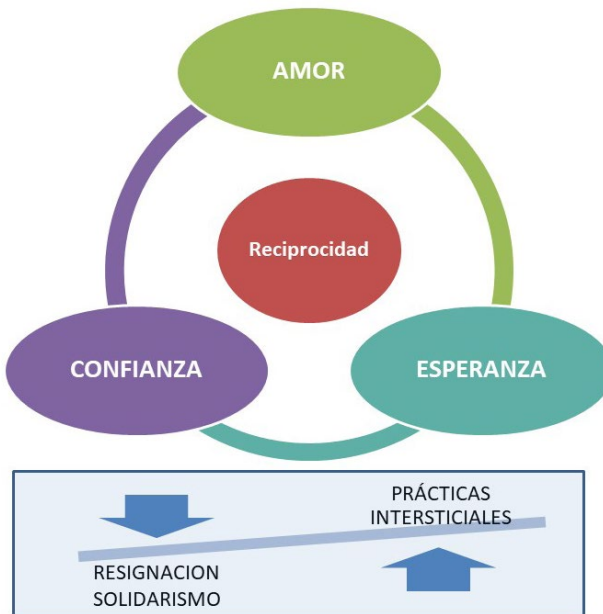 AMOR
Reciprocidad
CONFIANZA
ESPERANZA
PRÁCTICAS
INTERSTICIALES
RESIGNACION
SOLIDARISMO